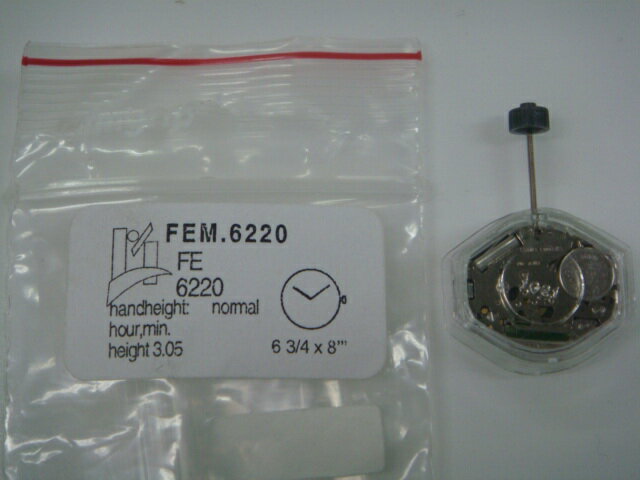 FEM.6220
FE
6220
handheight: normal
hour,min.
height 3.05
6 3/4 x 8'''